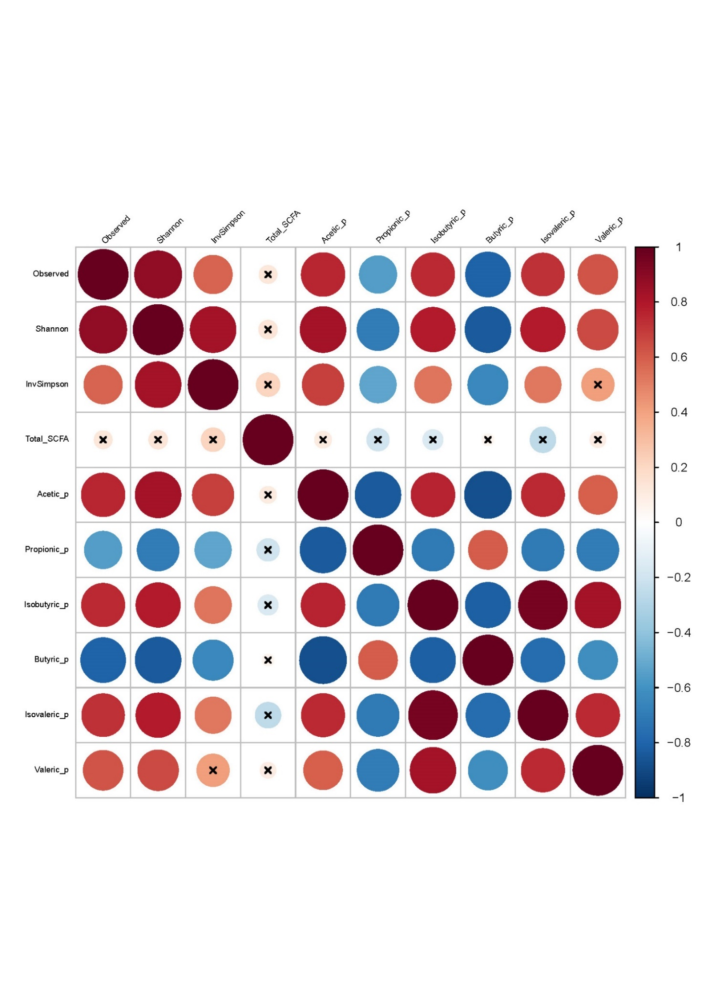 Observed
Shannon
InvSimpson
Total_SCFA
Acetic_p
Propionic_p
Isobutyric_p
Butyric_p
Isovaleric_p
Valeric_p
Observed
Shannon
InvSimpson
Total_SCFA
Acetic_p
Propionic_p
Isobutyric_p
Butyric_p
Isovaleric_p
Valeric_p
1
0.8
0.6
0.4
0.2
0
−0.2
−0.4
−0.6
−0.8
−1